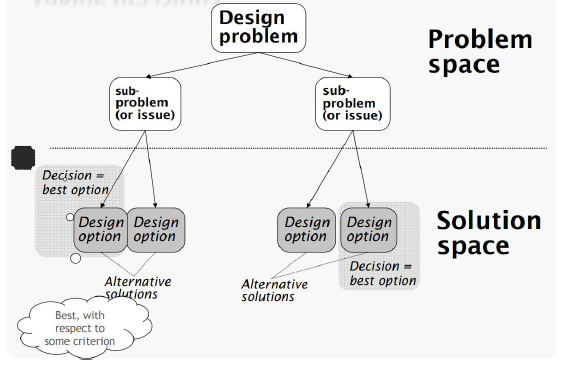 Design
problem
Problem
space
sub-
problem
(or issue)
sub-
problem
(or issue)
Decision =
best option
Design
option
Design
option
Design
option
Design
option
Solution
space
Decision =
best option
Alternative
solutions
Alternative
solutions
Best, with
respect to
some criterion